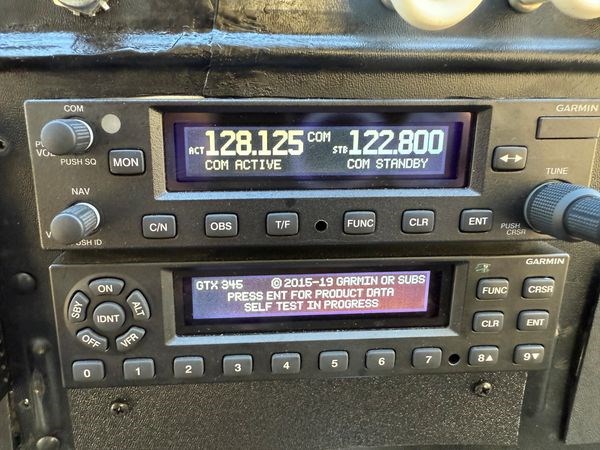 COM
GARMIN
PUSH SQ
MON
ACT 128.125 COM STB 122.800
COM ACTIVE COM STANDBY
TUNE
NAV
PUSH ID
C/N OBS T/F FUNC CLR ENT
PUSH
CRSR
GARMIN
GTX 345 © 2015-19 GARMIN OR SUBS
PRESS ENT FOR PRODUCT DATA
SELF TEST IN PROGRESS
ON
SBY
ALT
IDNT
OFF
VFR
FUNC CRSR
CLR ENT
0 1 2 3 4 5 6 7 8▲ 9▼